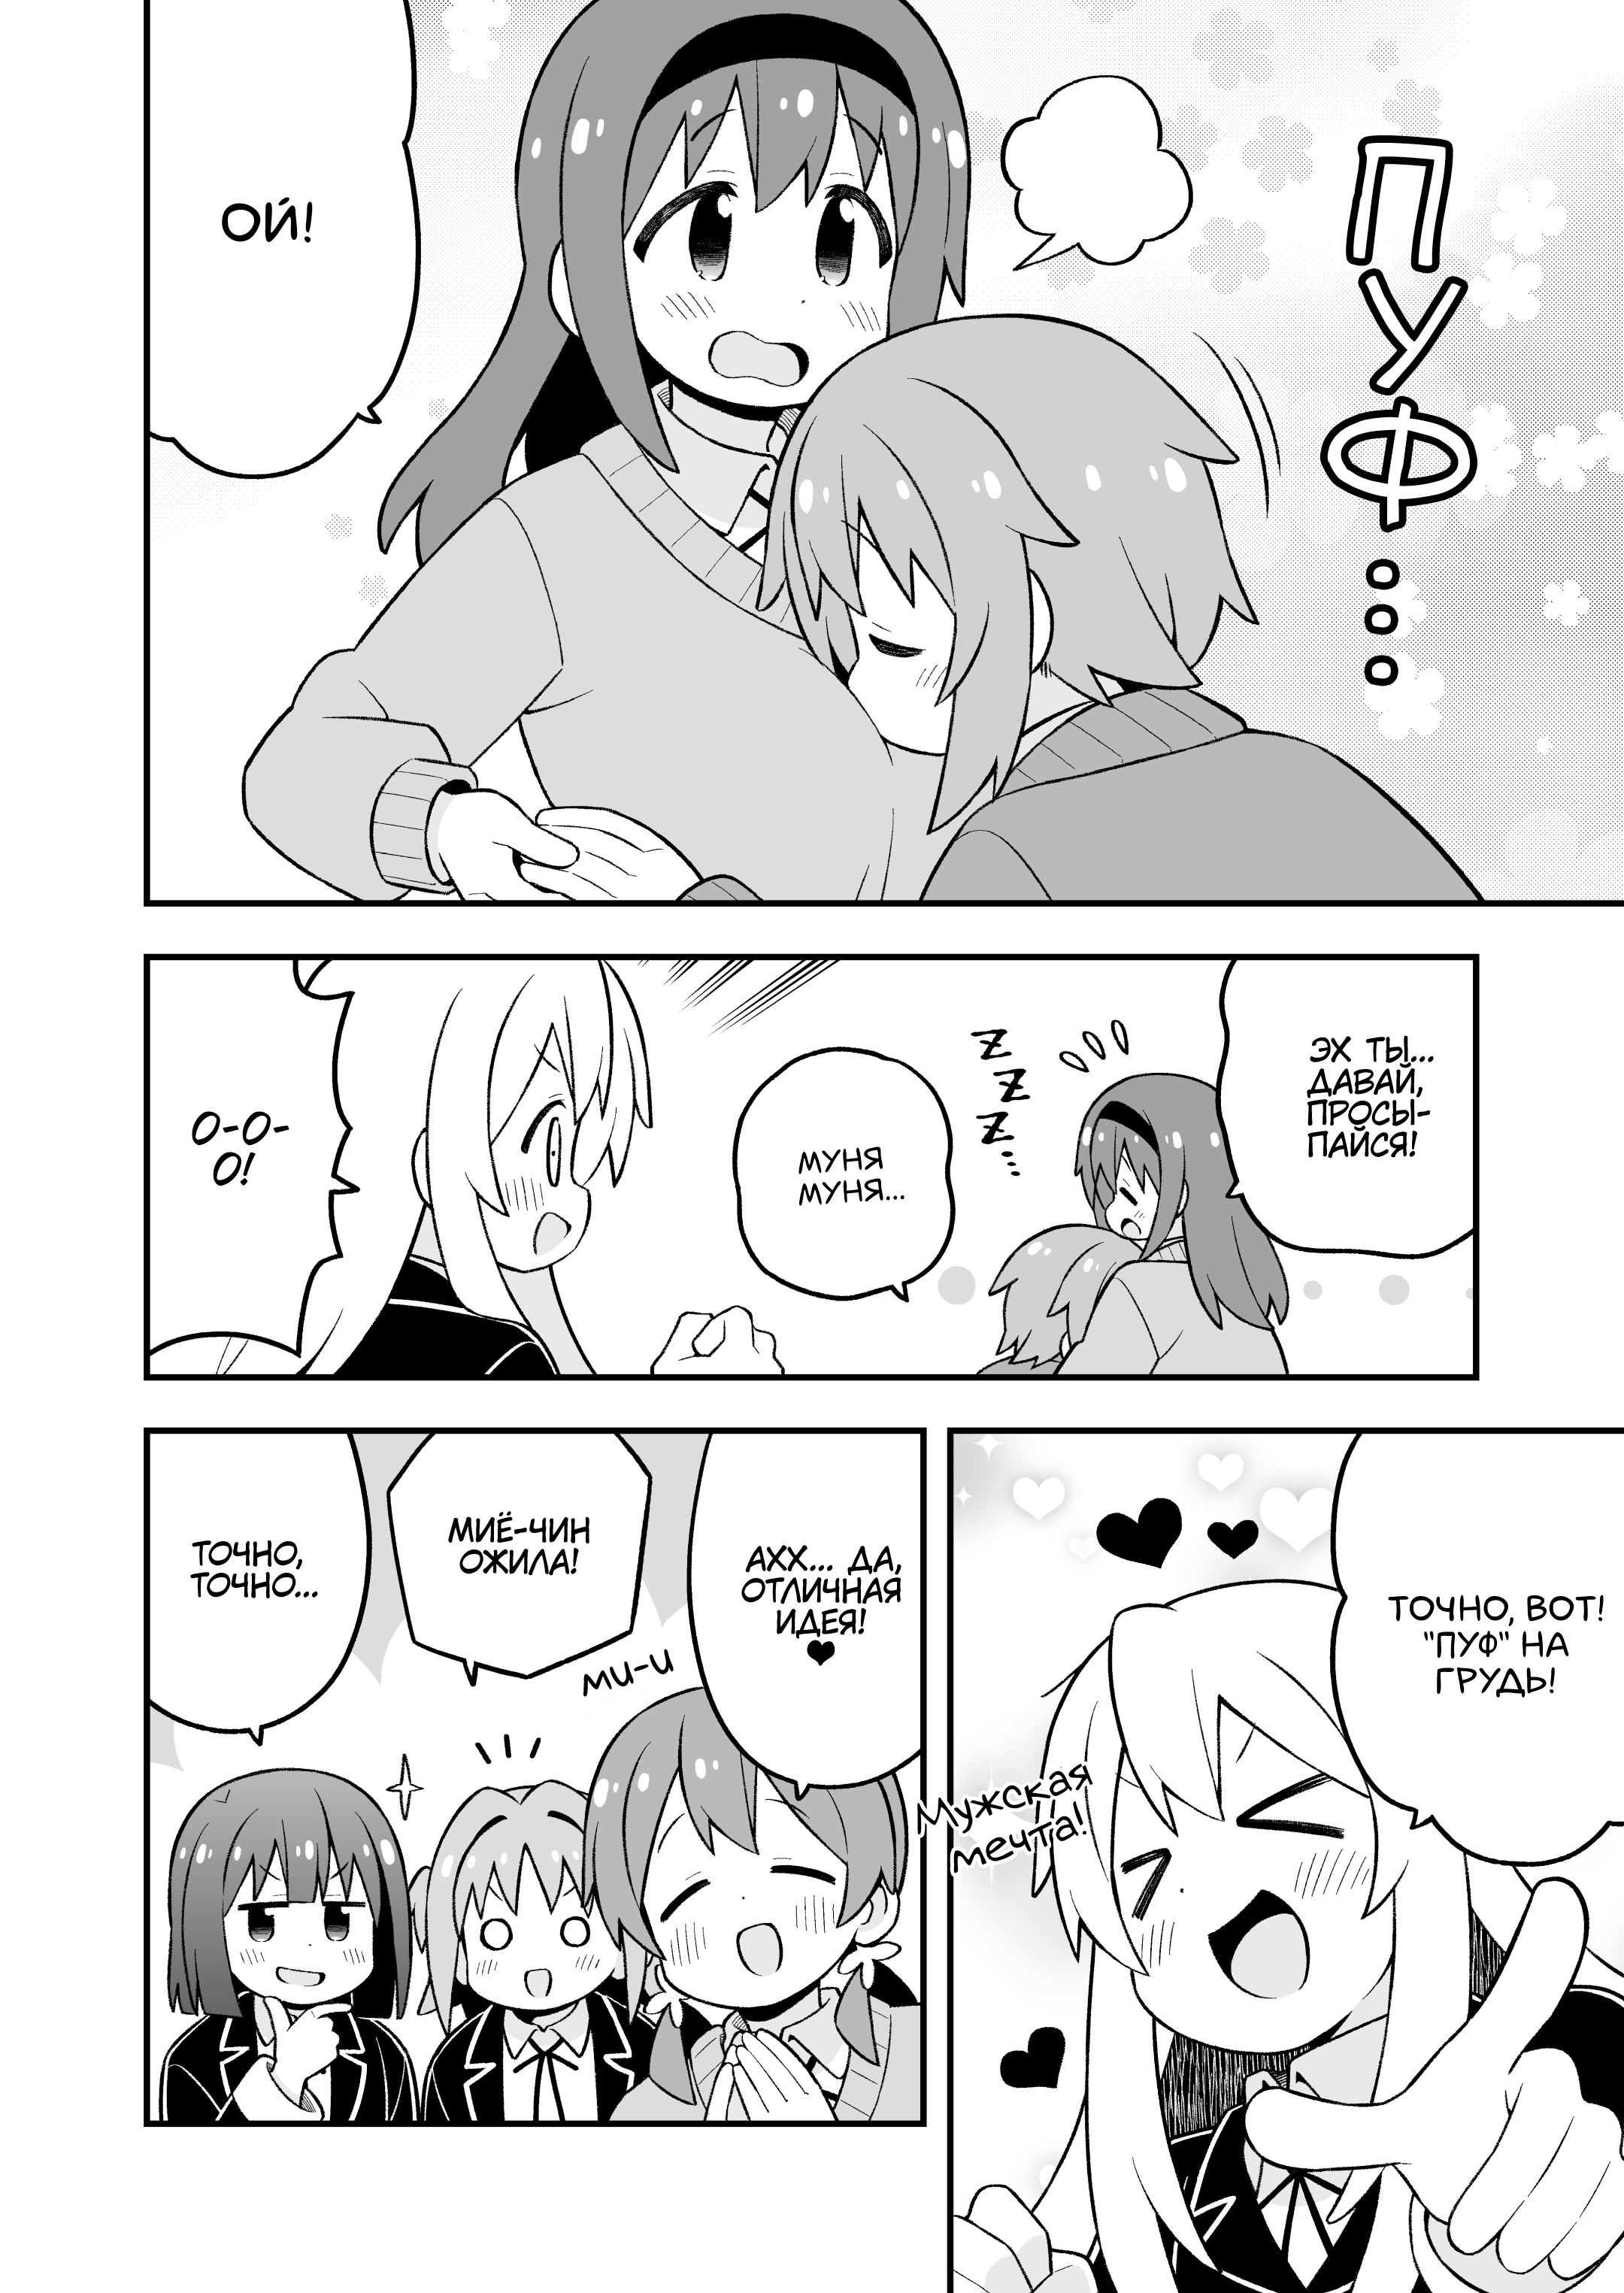 ПУФ...
ОЙ!
ЭХ ТЫ...
ДАВАЙ,
ПРОСЫ-
ПАЙСЯ!
Z
Z
Z...
МУНЯ
МУНЯ...
О-О-
О!
ТОЧНО, ВОТ!
"ПУФ" НА
ГРУДЬ!
Мужская
мечта!
АХХ... ДА,
ОТЛИЧНАЯ
ИДЕЯ!
♥
ми-и
МИЁ-ЧИН
ОЖИЛА!
ТОЧНО,
ТОЧНО...